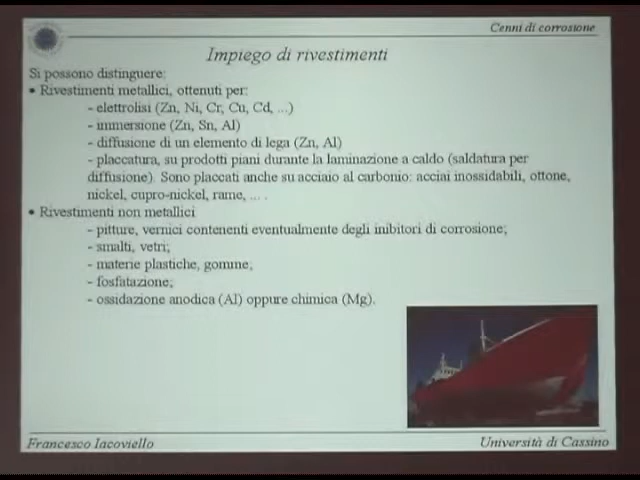 Cenni di corrosione
Impiego di rivestimenti
Si possono distinguere:
• Rivestimenti metallici, ottenuti per:
- elettrolisi (Zn, Ni, Cr, Cu, Cd, ...)
- immersione (Zn, Sn, Al)
- diffusione di un elemento di lega (Zn, Al)
- placcatura, su prodotti piani durante la laminazione a caldo (saldatura per
diffusione). Sono placcati anche su acciaio al carbonio: acciai inossidabili, ottone,
nickel, cupro-nickel, rame, ... .
• Rivestimenti non metallici
- pitture, vernici contenenti eventualmente degli inibitori di corrosione;
- smalti, vetri;
- materie plastiche, gomme;
- fosfatazione;
- ossidazione anodica (Al) oppure chimica (Mg).
Francesco Iacoviello
Università di Cassino